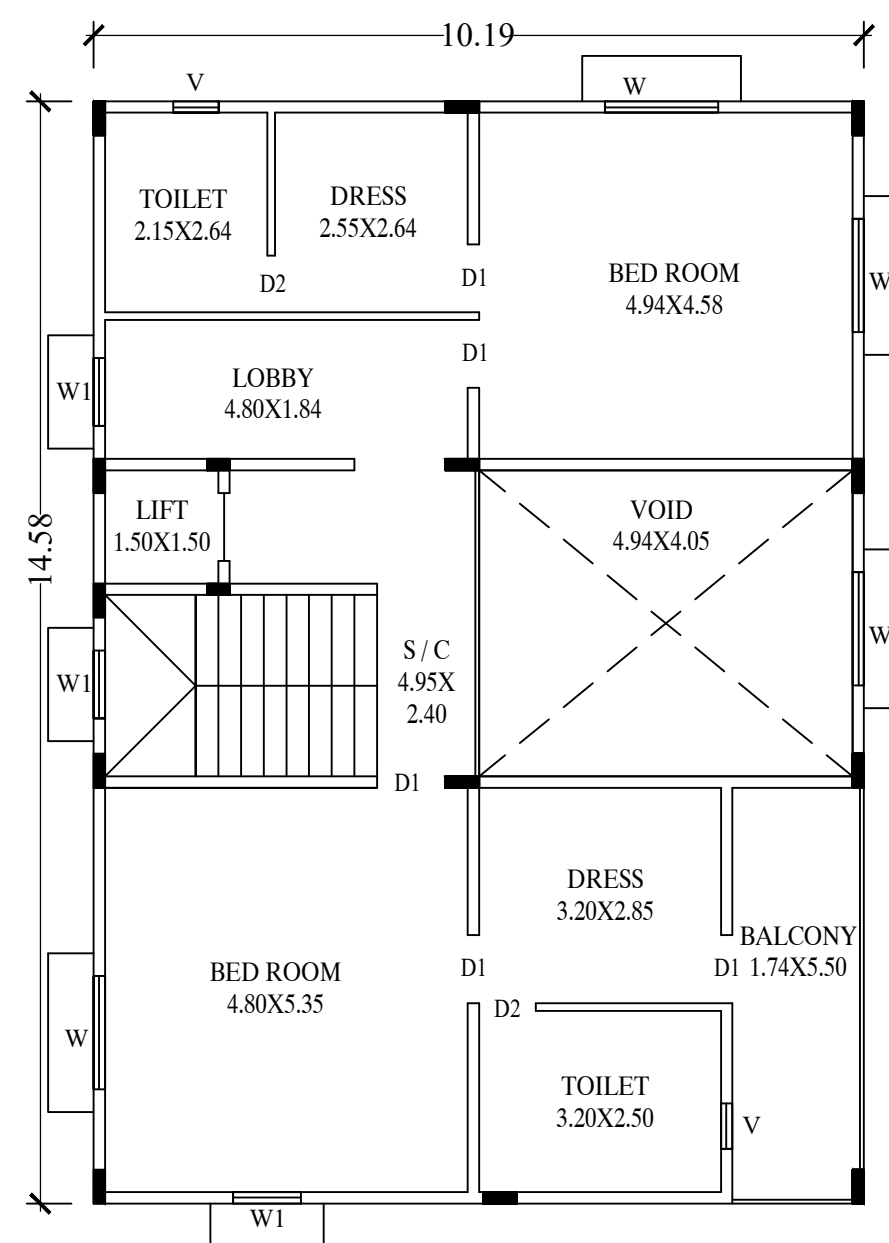 10.19
V
W
TOILET
2.15X2.64
DRESS
2.55X2.64
D2
D1
BED ROOM
4.94X4.58
W
D1
LOBBY
4.80X1.84
W1
LIFT
1.50X1.50
VOID
4.94X4.05
14.58
S / C
4.95X
2.40
W
W1
D1
DRESS
3.20X2.85
BALCONY
1.74X5.50
D1
D1
BED ROOM
4.80X5.35
D2
W
TOILET
3.20X2.50
V
W1